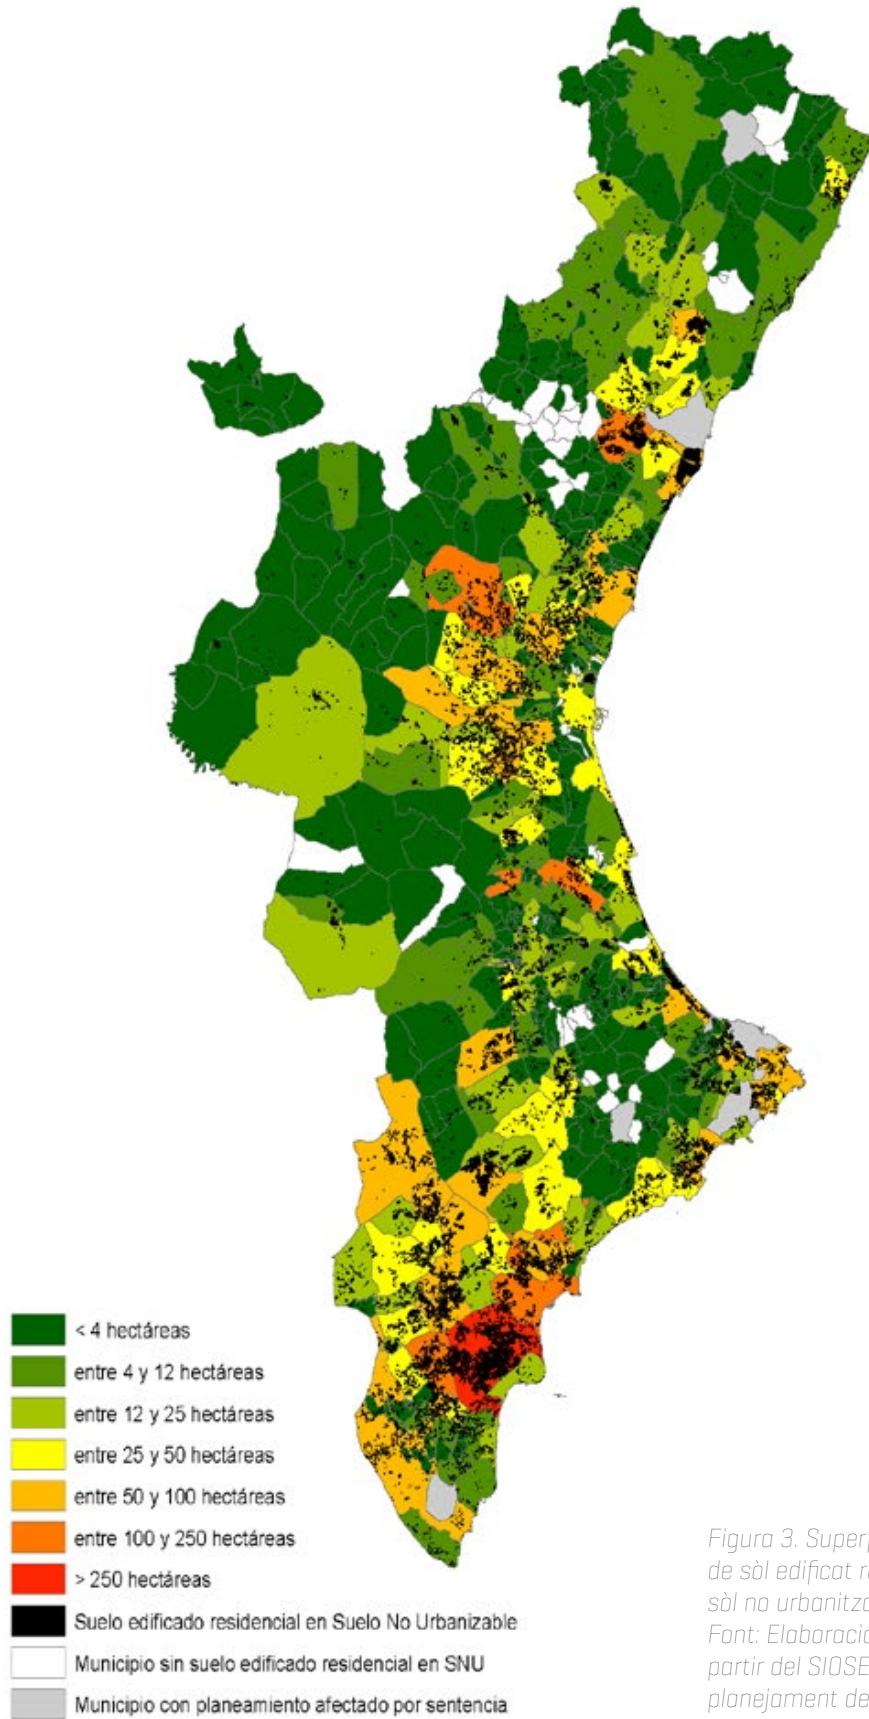 < 4 hectáreas
entre 4 y 12 hectáreas
entre 12 y 25 hectáreas
entre 25 y 50 hectáreas
entre 50 y 100 hectáreas
entre 100 y 250 hectáreas
> 250 hectáreas
Suelo edificado residencial en Suelo No Urbanizable
Municipio sin suelo edificado residencial en SNU
Municipio con planeamiento afectado por sentencia
Figura 3. Superf
de sòl edificat r
sòl no urbanitz
Font: Elaboraci
partir del SIOSE
planejament de